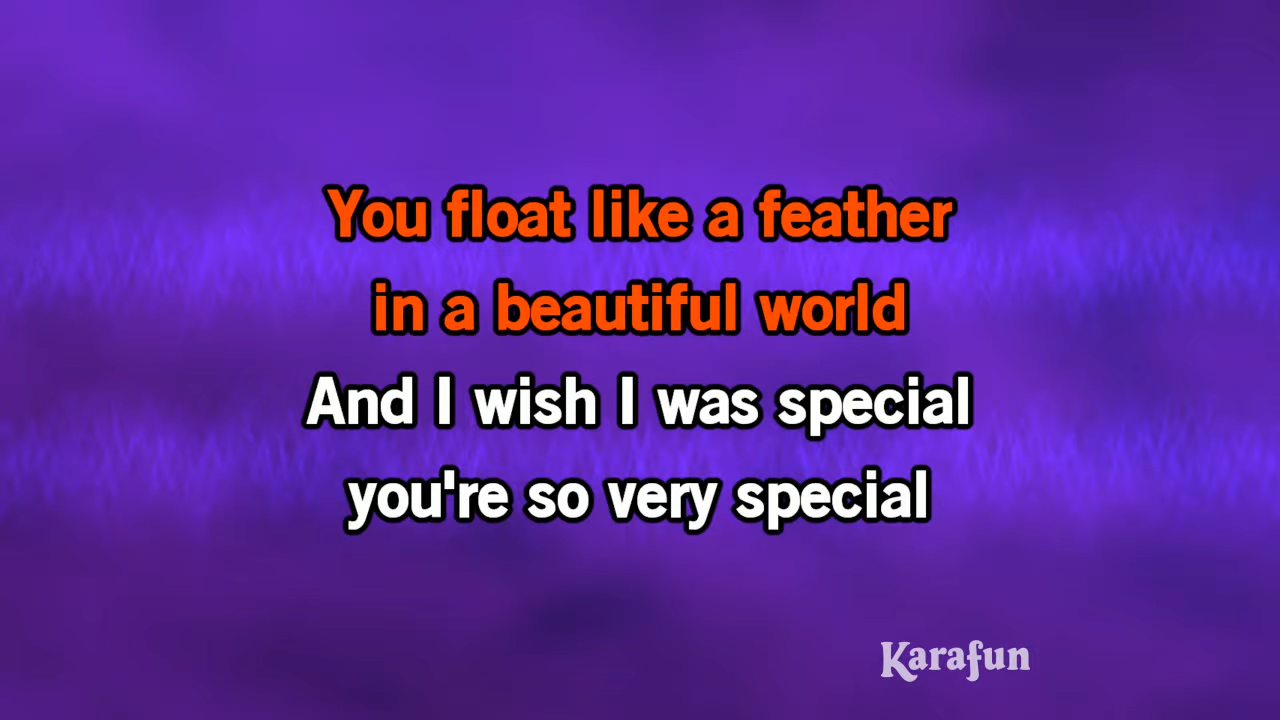 You float like a feather
in a beautiful world
And I wish I was special
you're so very special
Karafun